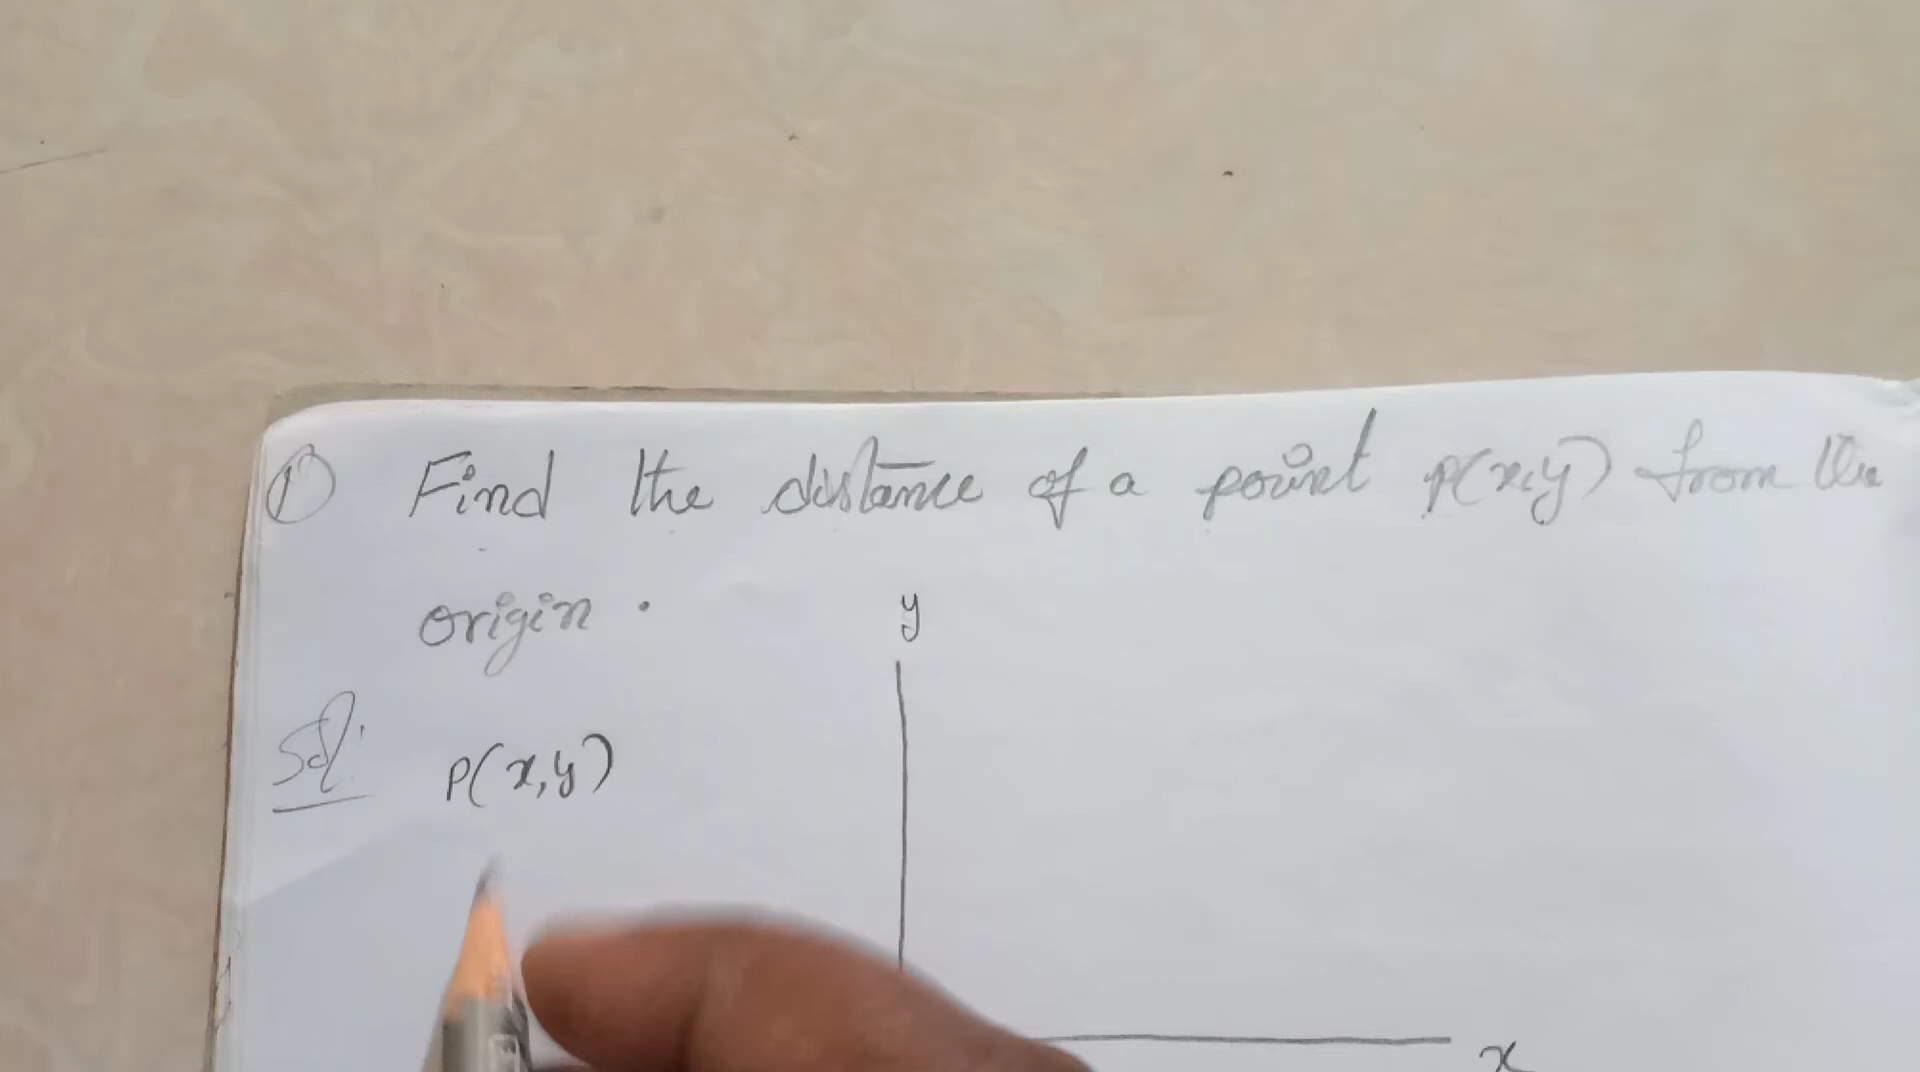 1 Find the distance of a point P(x,y) from the
origin.
y
Sol:
P(x,y)
x